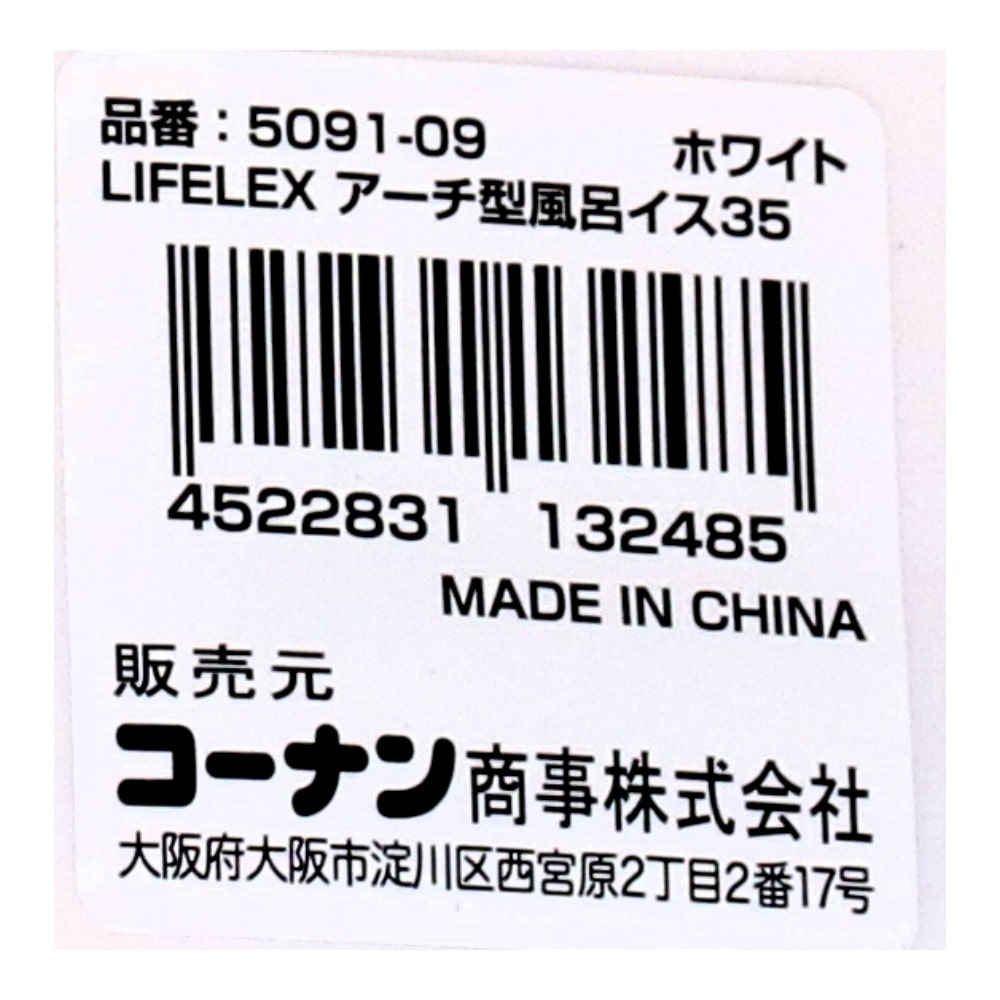 品番：5091-09 ホワイト
LIFELEX アーチ型風呂イス35
4522831 132485
MADE IN CHINA
販売元
コーナン商事株式会社
大阪府大阪市淀川区西宮原2丁目2番17号